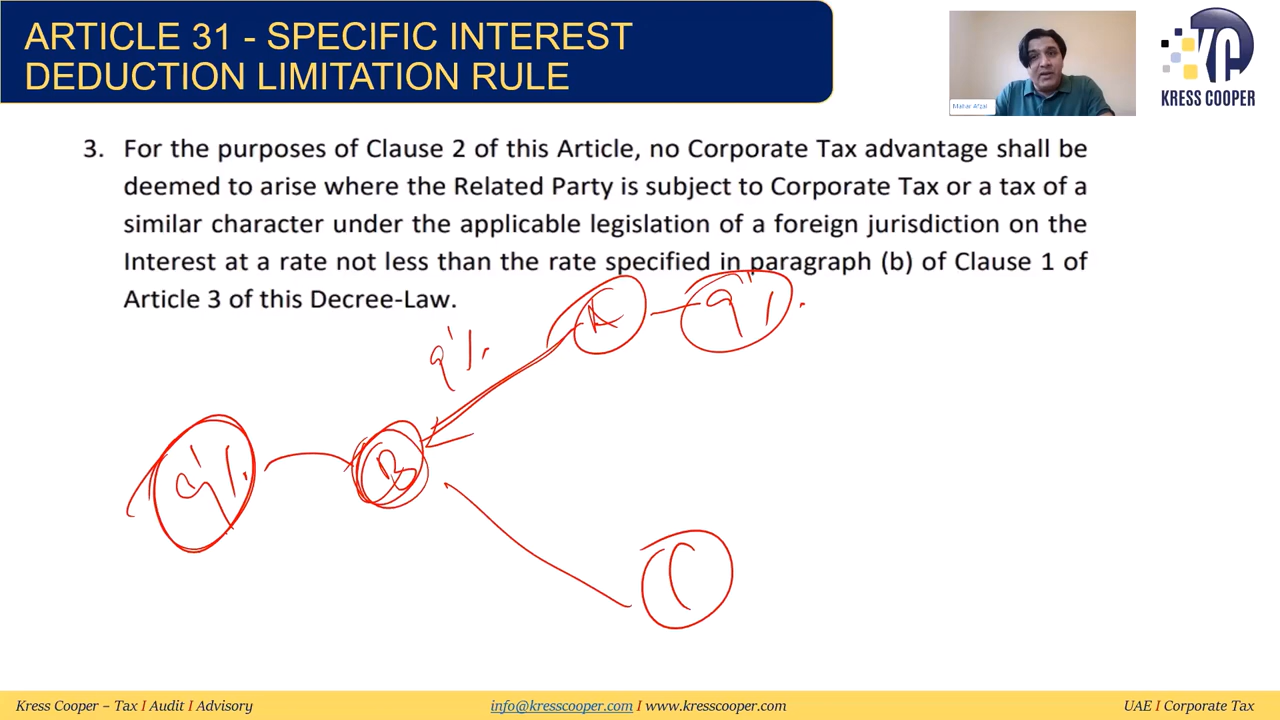 ARTICLE 31 - SPECIFIC INTEREST
DEDUCTION LIMITATION RULE
Mahar Afzal
KC
KRESS COOPER
3. For the purposes of Clause 2 of this Article, no Corporate Tax advantage shall be
deemed to arise where the Related Party is subject to Corporate Tax or a tax of a
similar character under the applicable legislation of a foreign jurisdiction on the
Interest at a rate not less than the rate specified in paragraph (b) of Clause 1 of
Article 3 of this Decree-Law.
A
9%
9%
9%
B
C
Kress Cooper – Tax I Audit I Advisory
info@kresscooper.com I www.kresscooper.com
UAE I Corporate Tax